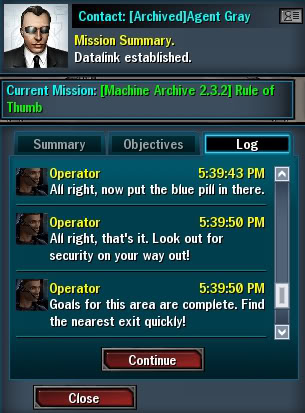 Contact: [Archived]Agent Gray
Mission Summary.
Datalink established.
Current Mission: [Machine Archive 2.3.2] Rule of
Thumb
Summary
Objectives
Log
Operator 5:39:43 PM
All right, now put the blue pill in there.
Operator 5:39:50 PM
All right, that's it. Look out for
security on your way out!
Operator 5:39:50 PM
Goals for this area are complete. Find
the nearest exit quickly!
Continue
Close